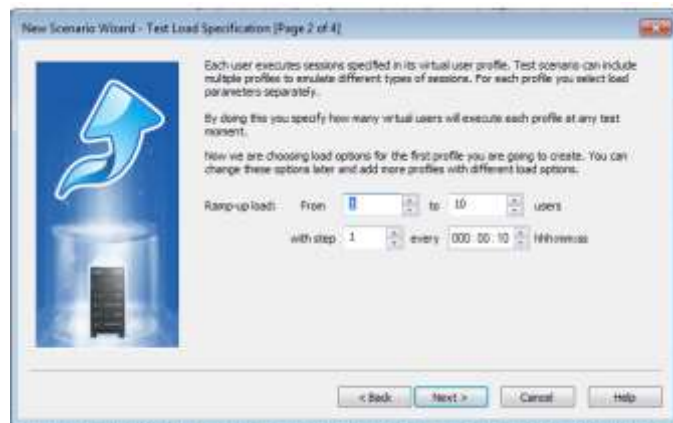 New Scenario Wizard - Test Load Specification [Page 2 of 4]
Each user executes sessions specified in its virtual user profile. Test scenario can include
multiple profiles to emulate different types of sessions. For each profile you select load
parameters separately.
By doing this you specify how many virtual users will execute each profile at any test
moment.
Now we are choosing load options for the first profile you are going to create. You can
change these options later and add more profiles with different load options.
Ramp-up load: From to 10 users
with step 1 every 000:00:10 hhh:mm:ss
< Back Next > Cancel Help